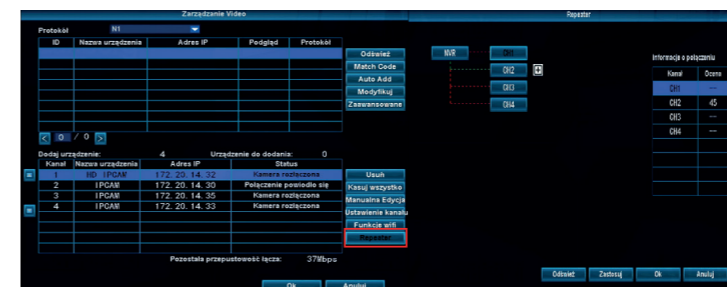 Zarządzanie Video
Protokół N1
ID Nazwa urządzenia Adres IP Podgląd Protokół
Odśwież
Match Code
Auto Add
Modyfikuj
Zaawansowane
< 0 / 0 >
Dodaj urządzenie: 4 Urządzenie do dodania: 0
Kanał Nazwa urządzenia Adres IP Status
1 HD IPCAM 172. 20. 14. 32 Kamera rozłączona
2 IPCAM 172. 20. 14. 30 Połączenie powiodło się
3 IPCAM 172. 20. 14. 35 Kamera rozłączona
4 IPCAM 172. 20. 14. 33 Kamera rozłączona
Usuń
Kasuj wszystko
Manualna Edycja
Ustawienie kanału
Funkcje wifi
Repeater
Pozostała przepustowość łącza: 37Mbps
Ok Anuluj
Repeater
NVR CH1
CH2
CH3
CH4
Informacje o połączeniu
Kanał Ocena
CH1 ---
CH2 45
CH3 ---
CH4 ---
Odśwież Zastosuj Ok Anuluj